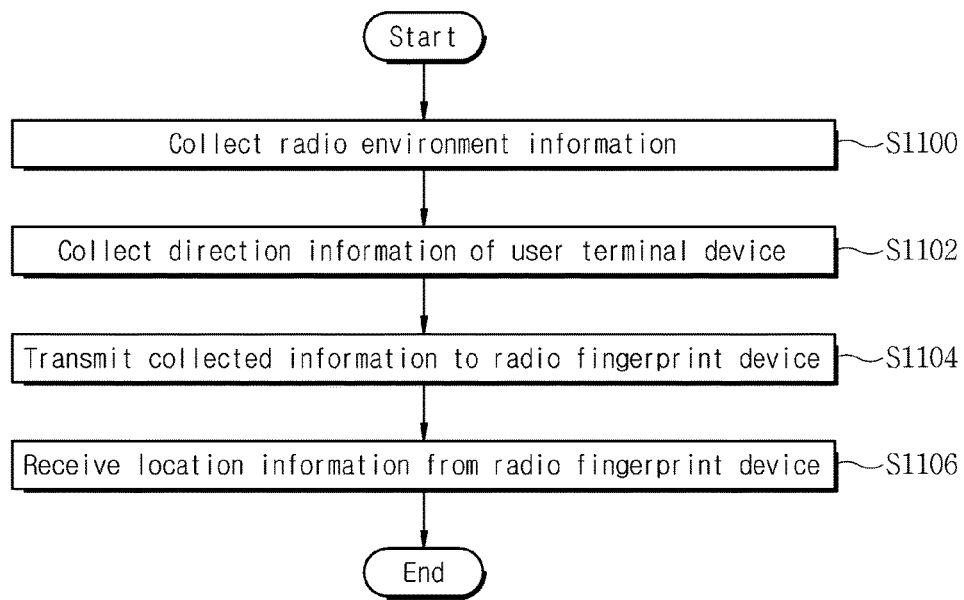 Start
Collect radio environment information
S1100
Collect direction information of user terminal device
S1102
Transmit collected information to radio fingerprint device
S1104
Receive location information from radio fingerprint device
S1106
End